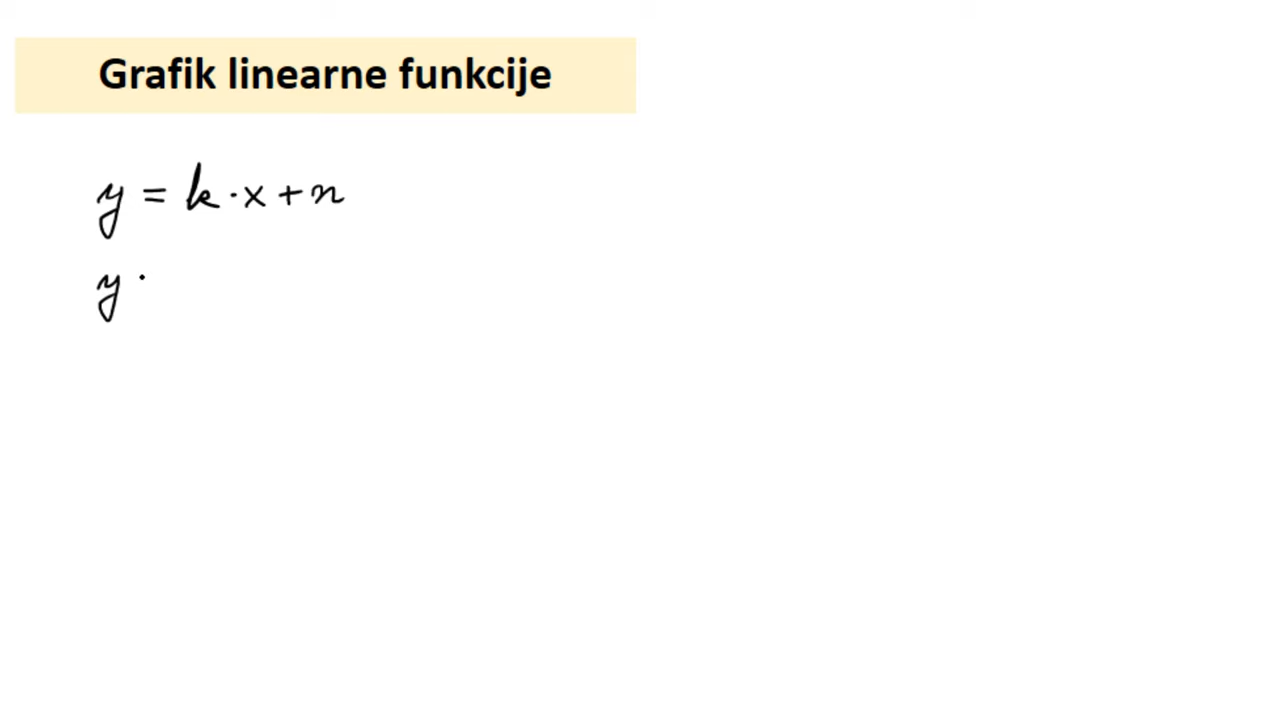 Grafik linearne funkcije
y = k · x + n
y ·